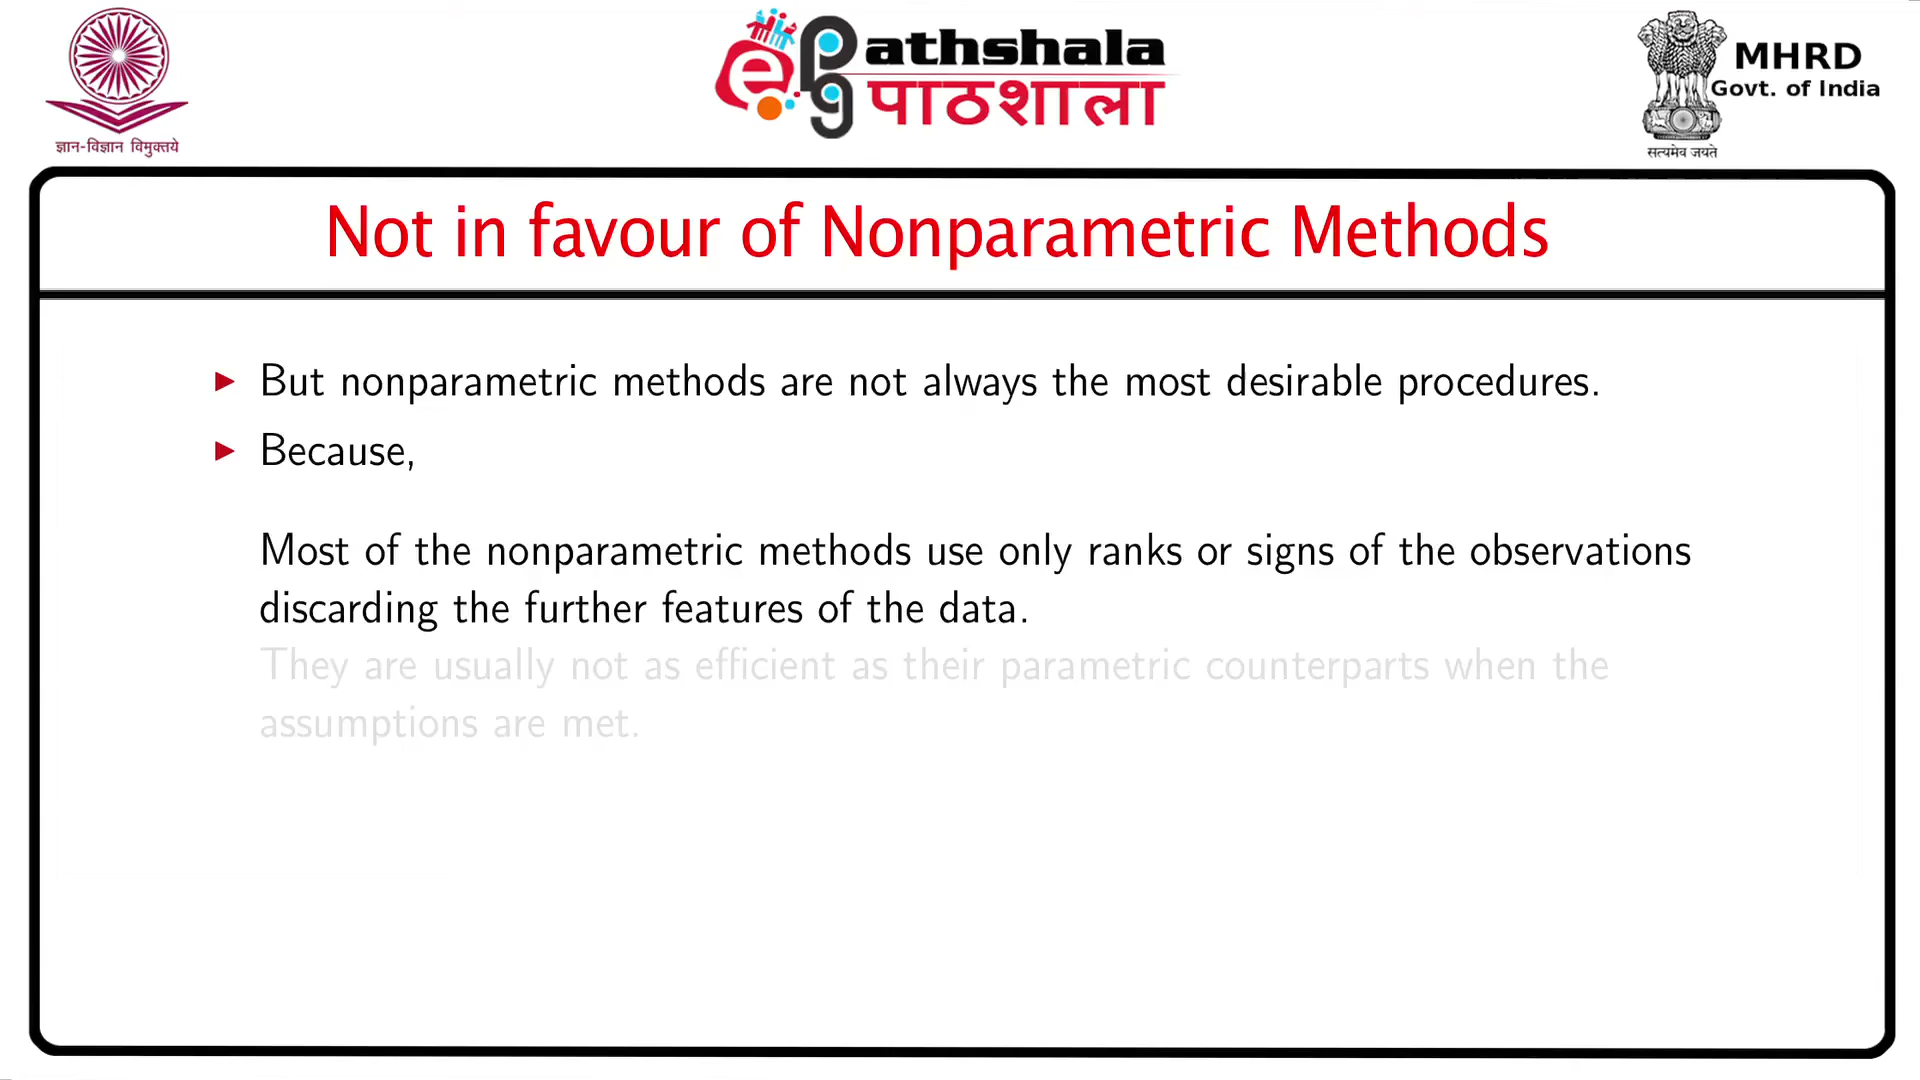 ज्ञान-विज्ञान विमुक्तये
ePG Pathshala
पाठशाला
MHRD
Govt. of India
सत्यमेव जयते
Not in favour of Nonparametric Methods
▶ But nonparametric methods are not always the most desirable procedures.
▶ Because,
Most of the nonparametric methods use only ranks or signs of the observations
discarding the further features of the data.
They are usually not as efficient as their parametric counterparts when the
assumptions are met.